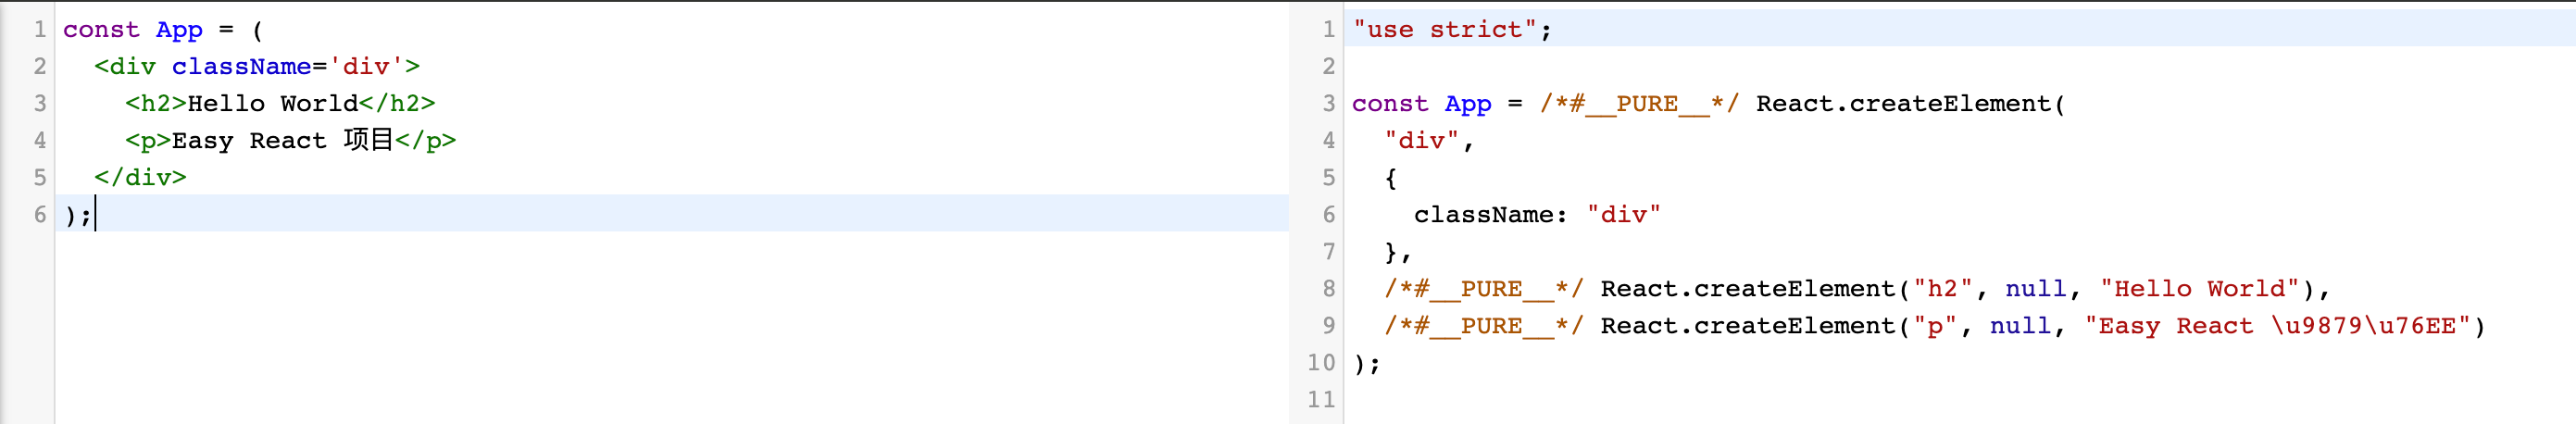 1 const App = (
2   <div className='div'>
3     <h2>Hello World</h2>
4     <p>Easy React 项目</p>
5   </div>
6 );
1 "use strict";
2
3 const App = /*#__PURE__*/ React.createElement(
4   "div",
5   {
6     className: "div"
7   },
8   /*#__PURE__*/ React.createElement("h2", null, "Hello World"),
9   /*#__PURE__*/ React.createElement("p", null, "Easy React \u9879\u76EE")
10 );
11